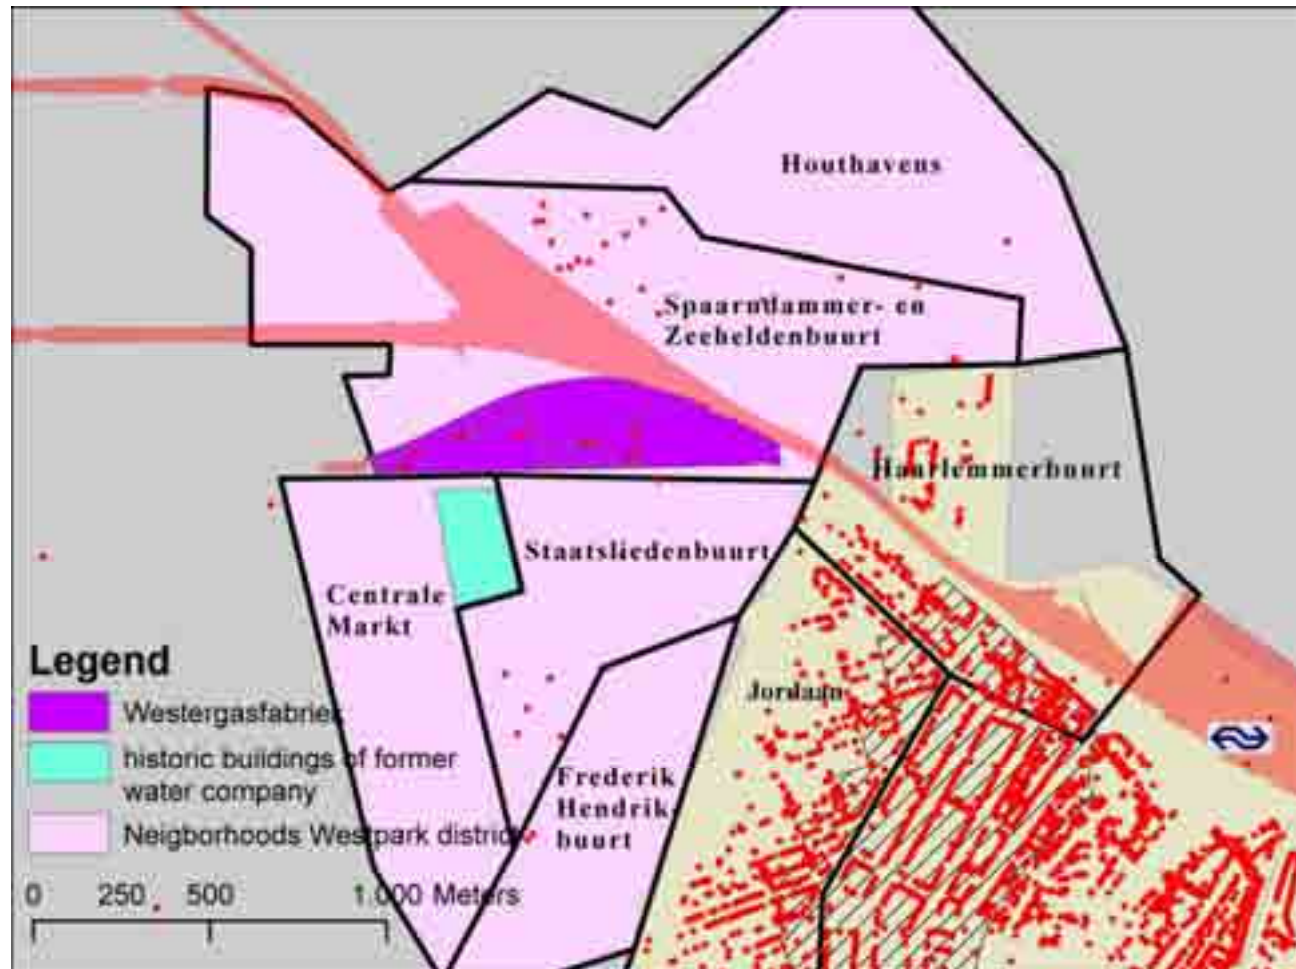 Houthavens
Spaarndammer- en
Zeeheldenbuurt
Haarlemmerbuurt
Staatsliedenbuurt
Centrale
Markt
Jordaan
Frederik
Hendrik-
buurt
Legend
Westergasfabriek
historic buildings of former
water company
Neigborhoods Westpark district
0 250 500 1 000 Meters